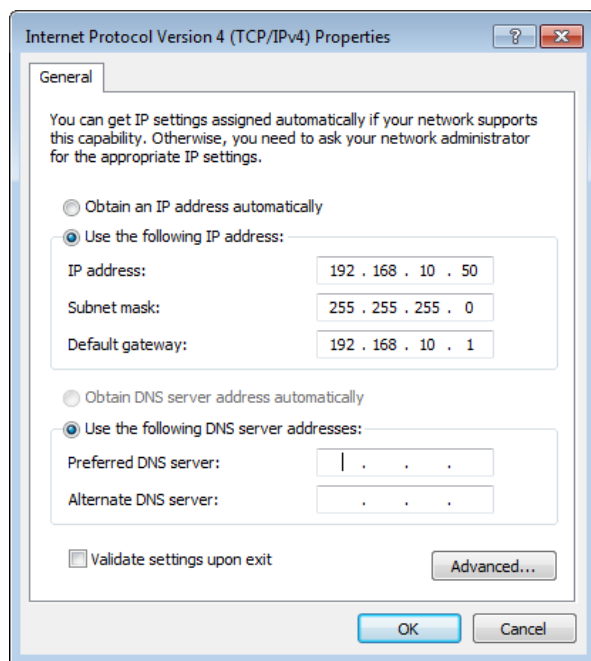 Internet Protocol Version 4 (TCP/IPv4) Properties
General
You can get IP settings assigned automatically if your network supports
this capability. Otherwise, you need to ask your network administrator
for the appropriate IP settings.
Obtain an IP address automatically
Use the following IP address:
IP address: 192 . 168 . 10 . 50
Subnet mask: 255 . 255 . 255 . 0
Default gateway: 192 . 168 . 10 . 1
Obtain DNS server address automatically
Use the following DNS server addresses:
Preferred DNS server: . . .
Alternate DNS server: . . .
Validate settings upon exit
Advanced...
OK Cancel